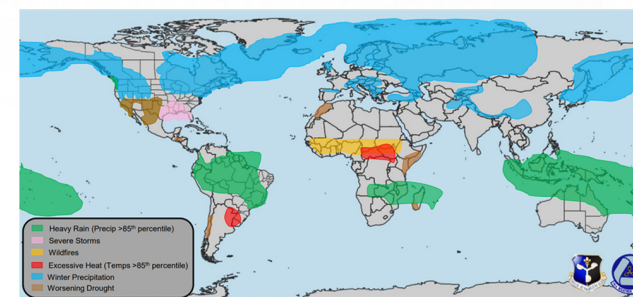 Heavy Rain (Precip >85th percentile)
Severe Storms
Wildfires
Excessive Heat (Temps >85th percentile)
Winter Precipitation
Worsening Drought